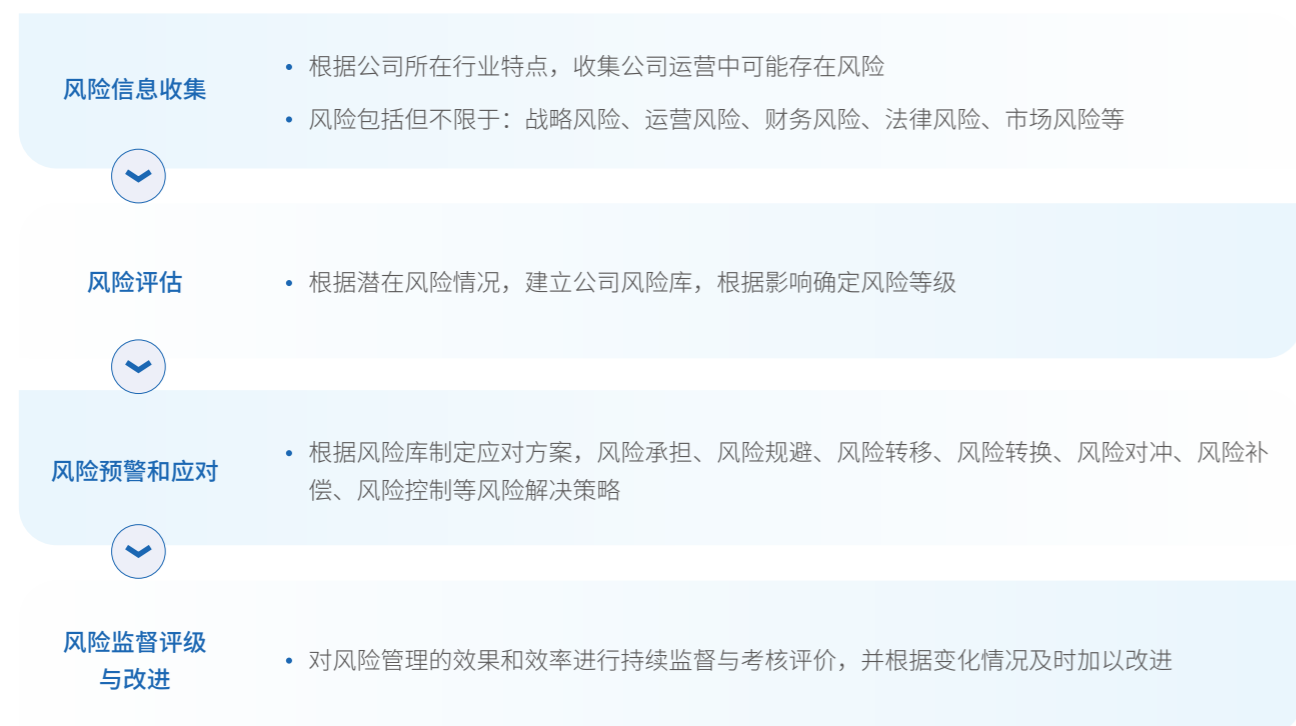 风险信息收集
• 根据公司所在行业特点，收集公司运营中可能存在风险
• 风险包括但不限于：战略风险、运营风险、财务风险、法律风险、市场风险等
风险评估
• 根据潜在风险情况，建立公司风险库，根据影响确定风险等级
风险预警和应对
• 根据风险库制定应对方案，风险承担、风险规避、风险转移、风险转换、风险对冲、风险补
偿、风险控制等风险解决策略
风险监督评级
与改进
• 对风险管理的效果和效率进行持续监督与考核评价，并根据变化情况及时加以改进